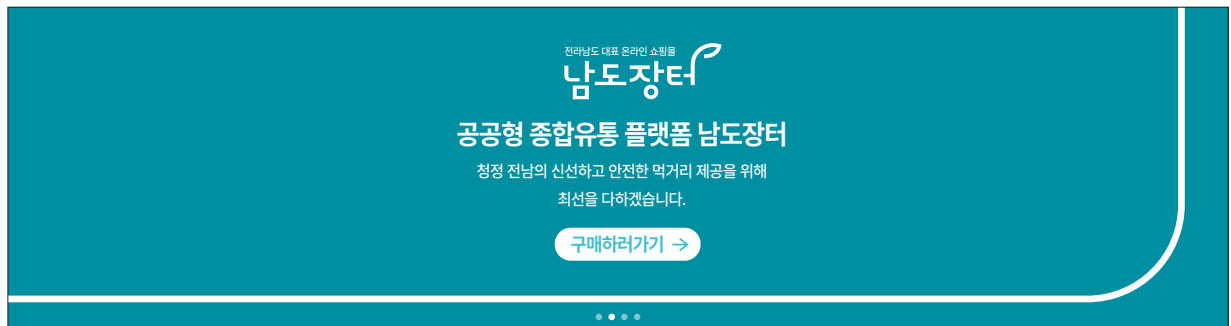 전라남도 대표 온라인 쇼핑몰
남도장터
공공형 종합유통 플랫폼 남도장터
청정 전남의 신선하고 안전한 먹거리 제공을 위해
최선을 다하겠습니다.
구매하러가기 →